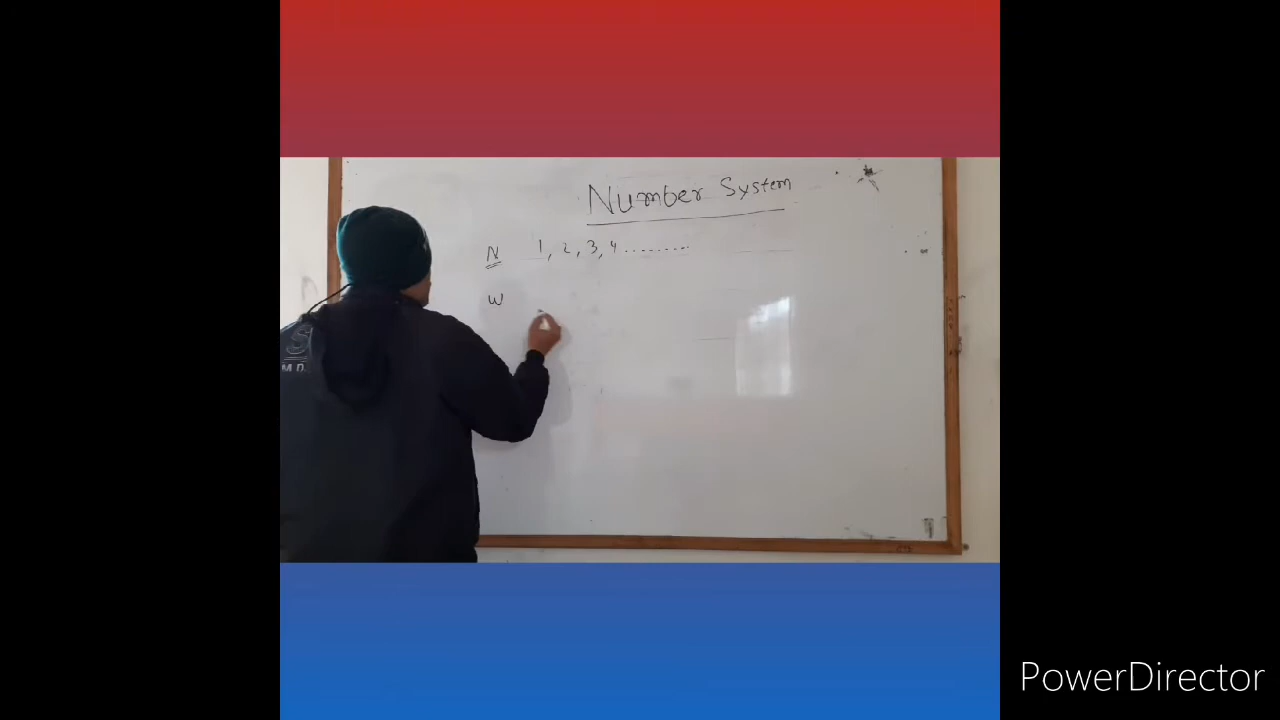 Number System
N 1, 2, 3, 4 .........
W
S
M.D.
PowerDirector